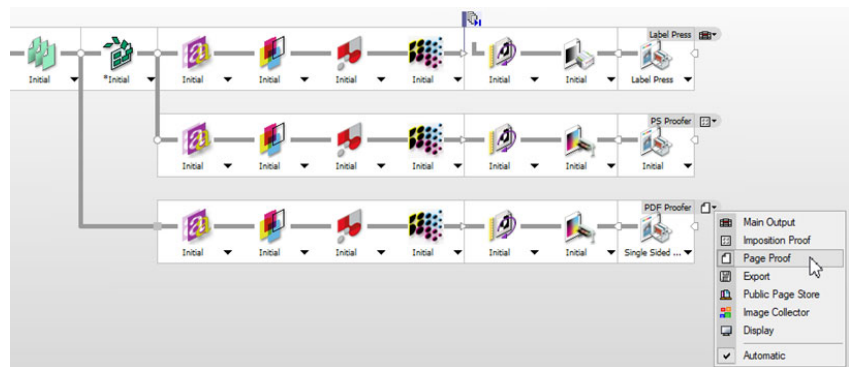 Label Press
Initial *Initial Initial Initial Initial Initial Initial Initial Label Press
PS Proofer
Initial Initial Initial Initial Initial Initial Initial
PDF Proofer
Initial Initial Initial Initial Initial Initial Single Sided ...
Main Output
Imposition Proof
Page Proof
Export
Public Page Store
Image Collector
Display
Automatic